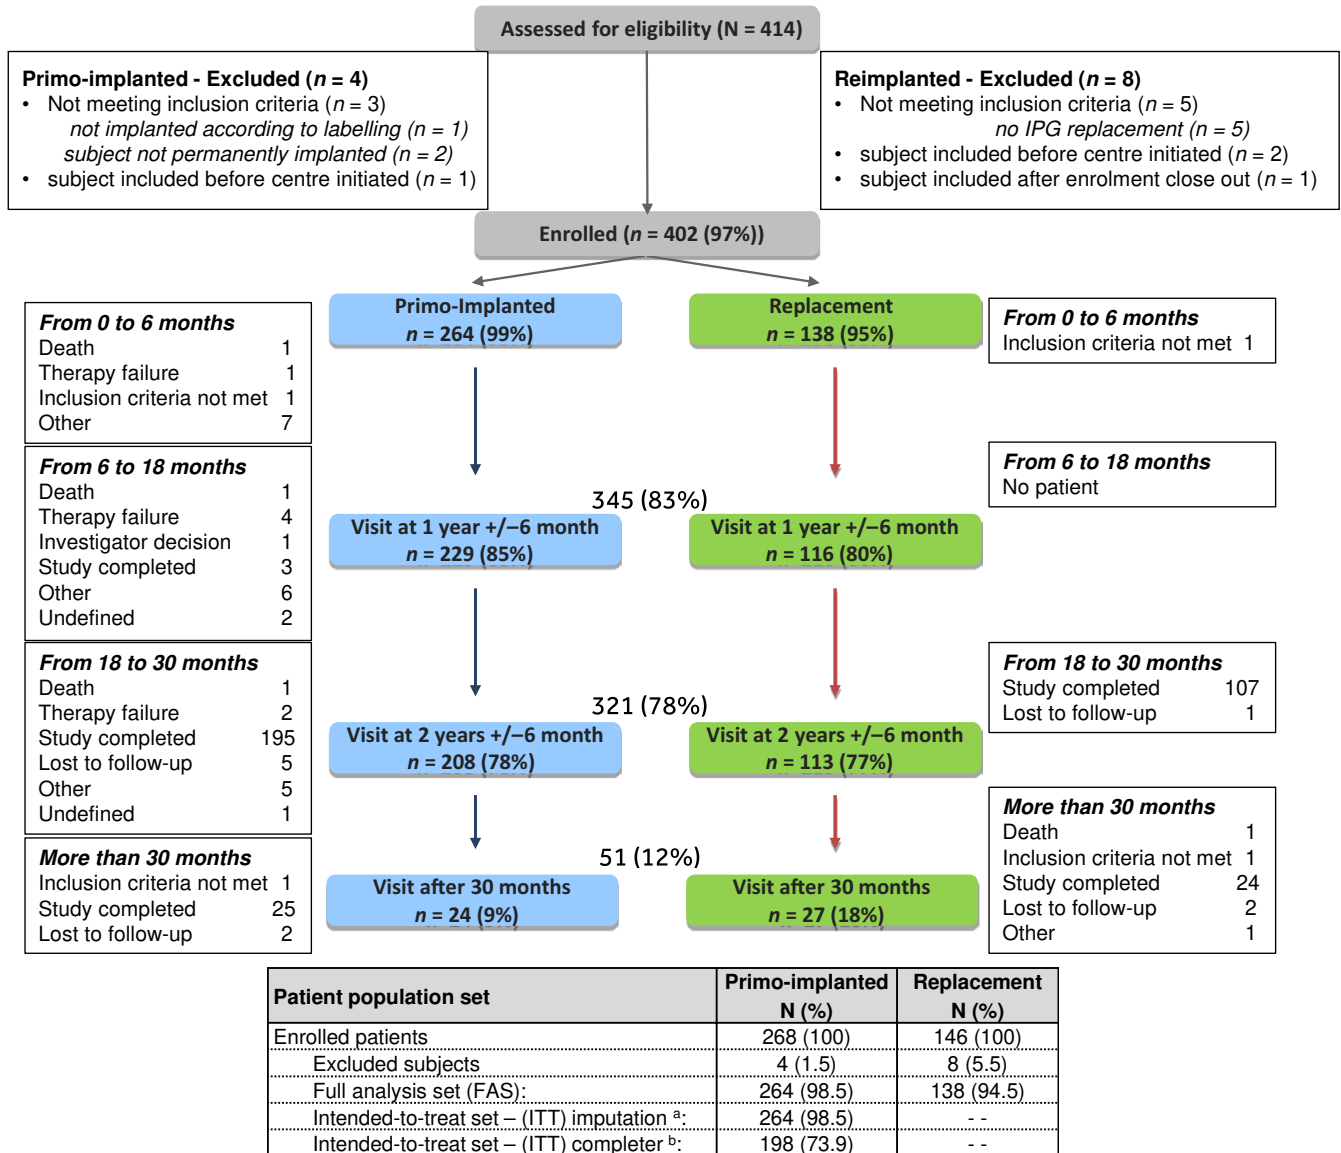 Assessed for eligibility (N = 414)
Primo-implanted - Excluded (n = 4)
• Not meeting inclusion criteria (n = 3)
not implanted according to labelling (n = 1)
subject not permanently implanted (n = 2)
• subject included before centre initiated (n = 1)
Reimplanted - Excluded (n = 8)
• Not meeting inclusion criteria (n = 5)
no IPG replacement (n = 5)
• subject included before centre initiated (n = 2)
• subject included after enrolment close out (n = 1)
Enrolled (n = 402 (97%))
Primo-Implanted
n = 264 (99%)
Replacement
n = 138 (95%)
From 0 to 6 months
Death 1
Therapy failure 1
Inclusion criteria not met 1
Other 7
From 0 to 6 months
Inclusion criteria not met 1
From 6 to 18 months
Death 1
Therapy failure 4
Investigator decision 1
Study completed 3
Other 6
Undefined 2
From 6 to 18 months
No patient
345 (83%)
Visit at 1 year +/−6 month
n = 229 (85%)
Visit at 1 year +/−6 month
n = 116 (80%)
From 18 to 30 months
Death 1
Therapy failure 2
Study completed 195
Lost to follow-up 5
Other 5
Undefined 1
From 18 to 30 months
Study completed 107
Lost to follow-up 1
321 (78%)
Visit at 2 years +/−6 month
n = 208 (78%)
Visit at 2 years +/−6 month
n = 113 (77%)
More than 30 months
Inclusion criteria not met 1
Study completed 25
Lost to follow-up 2
More than 30 months
Death 1
Inclusion criteria not met 1
Study completed 24
Lost to follow-up 2
Other 1
51 (12%)
Visit after 30 months
n = 24 (9%)
Visit after 30 months
n = 27 (18%)
Patient population set Primo-implanted N (%) Replacement N (%)
Enrolled patients 268 (100) 146 (100)
Excluded subjects 4 (1.5) 8 (5.5)
Full analysis set (FAS): 264 (98.5) 138 (94.5)
Intended-to-treat set – (ITT) imputation a: 264 (98.5) - -
Intended-to-treat set – (ITT) completer b: 198 (73.9) - -